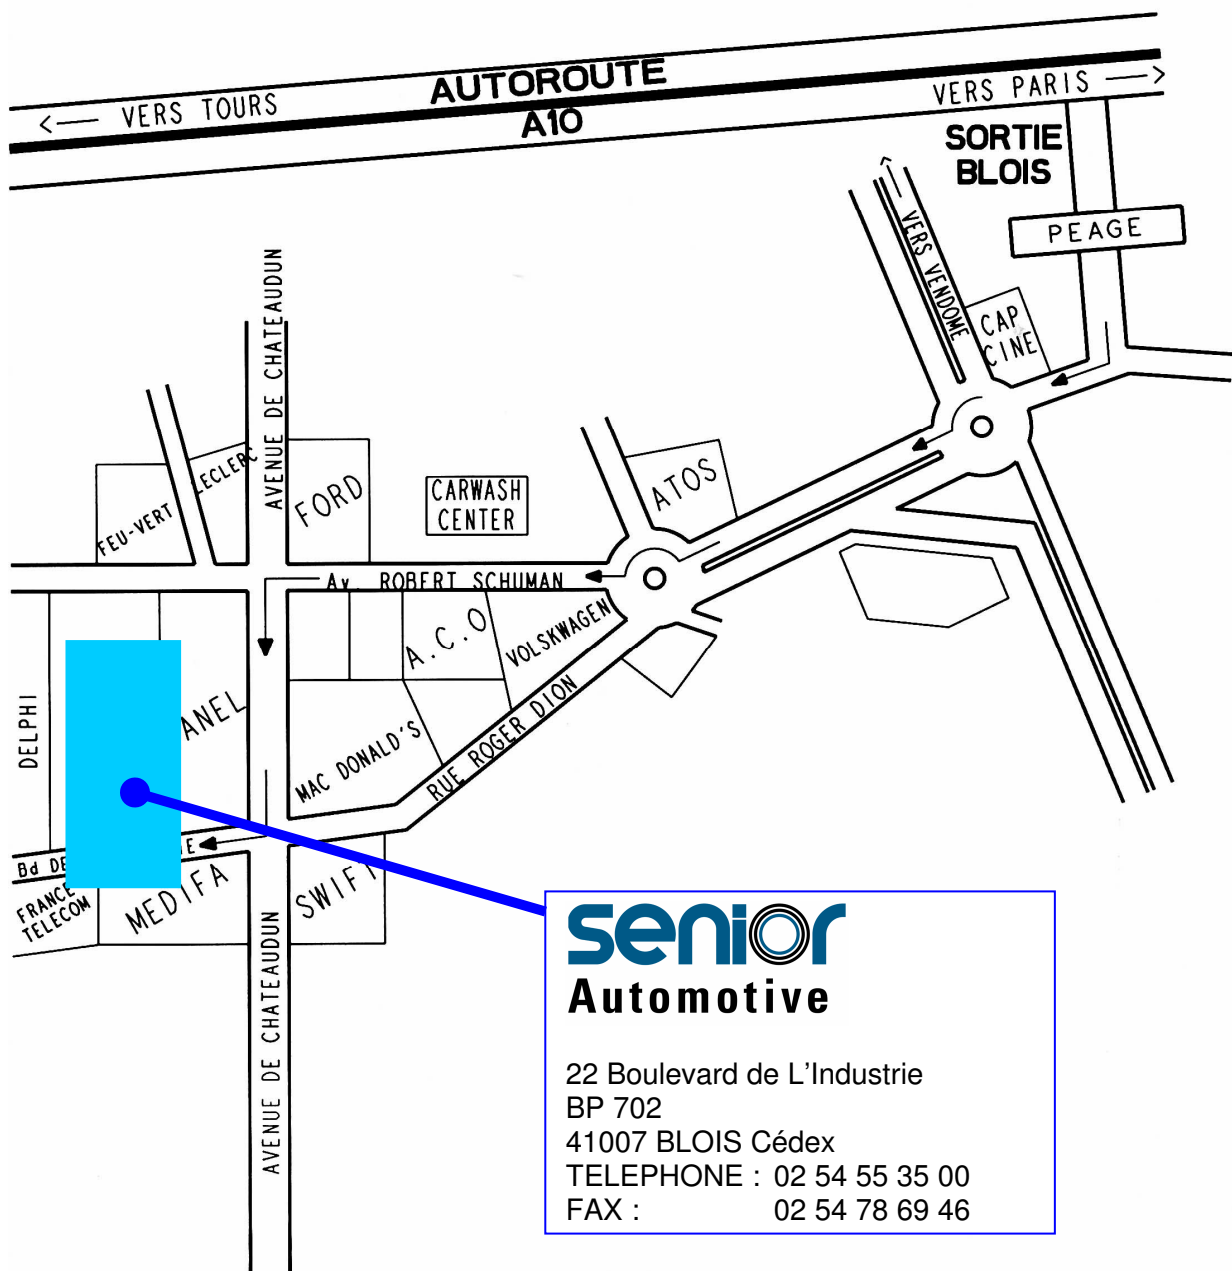 AUTOROUTE
A10
<— VERS TOURS
VERS PARIS —>
SORTIE
BLOIS
PEAGE
VERS VENDOME
CAP
CINE
AVENUE DE CHATEAUDUN
LECLERC
FEU-VERT
FORD
CARWASH
CENTER
ATOS
Av. ROBERT SCHUMAN
A.C.O
VOLSKWAGEN
DELPHI
ANEL
MAC DONALD'S
RUE ROGER DION
Bd DE
IE
FRANCE
TELECOM
MEDIFA
SWIFT
AVENUE DE CHATEAUDUN
senior
Automotive
22 Boulevard de L'Industrie
BP 702
41007 BLOIS Cédex
TELEPHONE : 02 54 55 35 00
FAX : 02 54 78 69 46